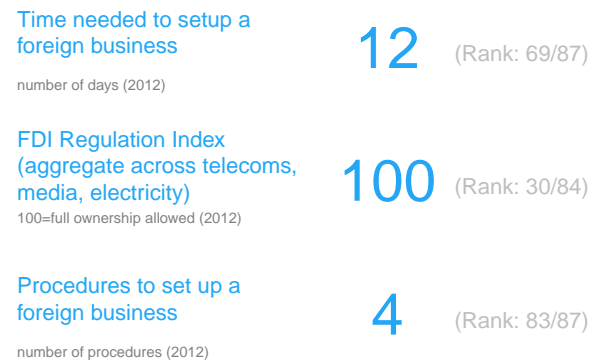 Time needed to setup a
foreign business
number of days (2012)
12
(Rank: 69/87)
FDI Regulation Index
(aggregate across telecoms,
media, electricity)
100=full ownership allowed (2012)
100
(Rank: 30/84)
Procedures to set up a
foreign business
number of procedures (2012)
4
(Rank: 83/87)